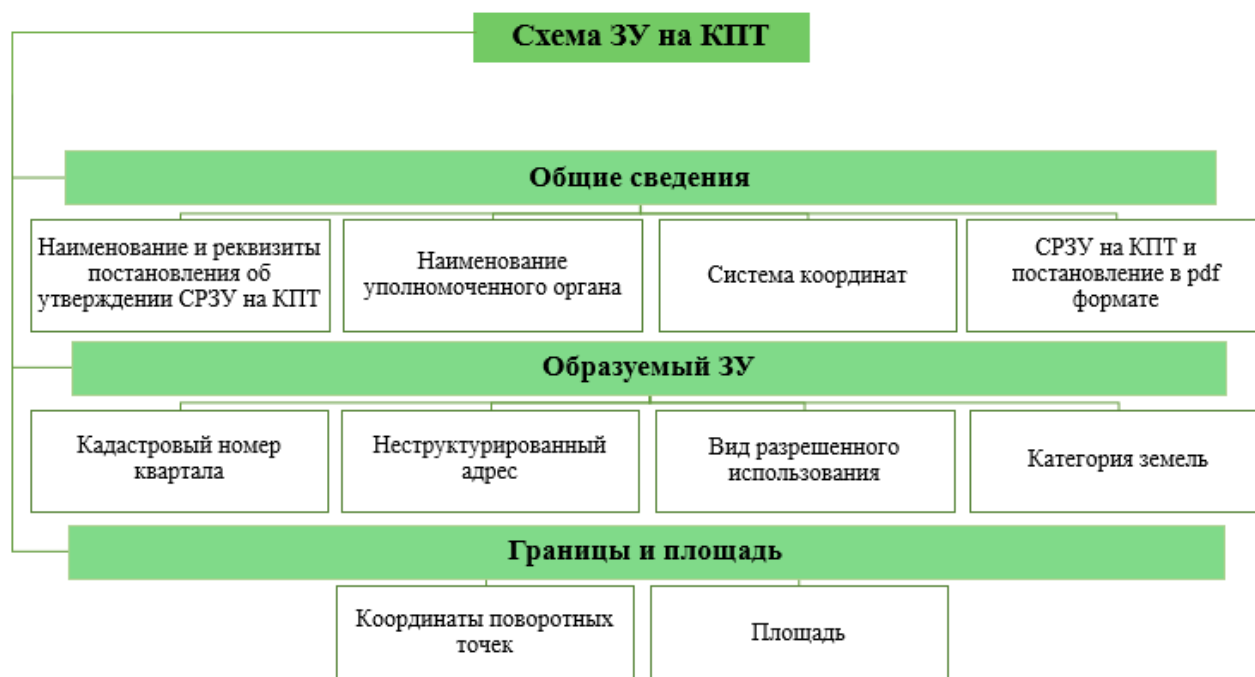 Схема ЗУ на КПТ
Общие сведения
Наименование и реквизиты
постановления об
утверждении СРЗУ на КПТ
Наименование
уполномоченного органа
Система координат
СРЗУ на КПТ и
постановление в pdf
формате
Образуемый ЗУ
Кадастровый номер
квартала
Неструктурированный
адрес
Вид разрешенного
использования
Категория земель
Границы и площадь
Координаты поворотных
точек
Площадь